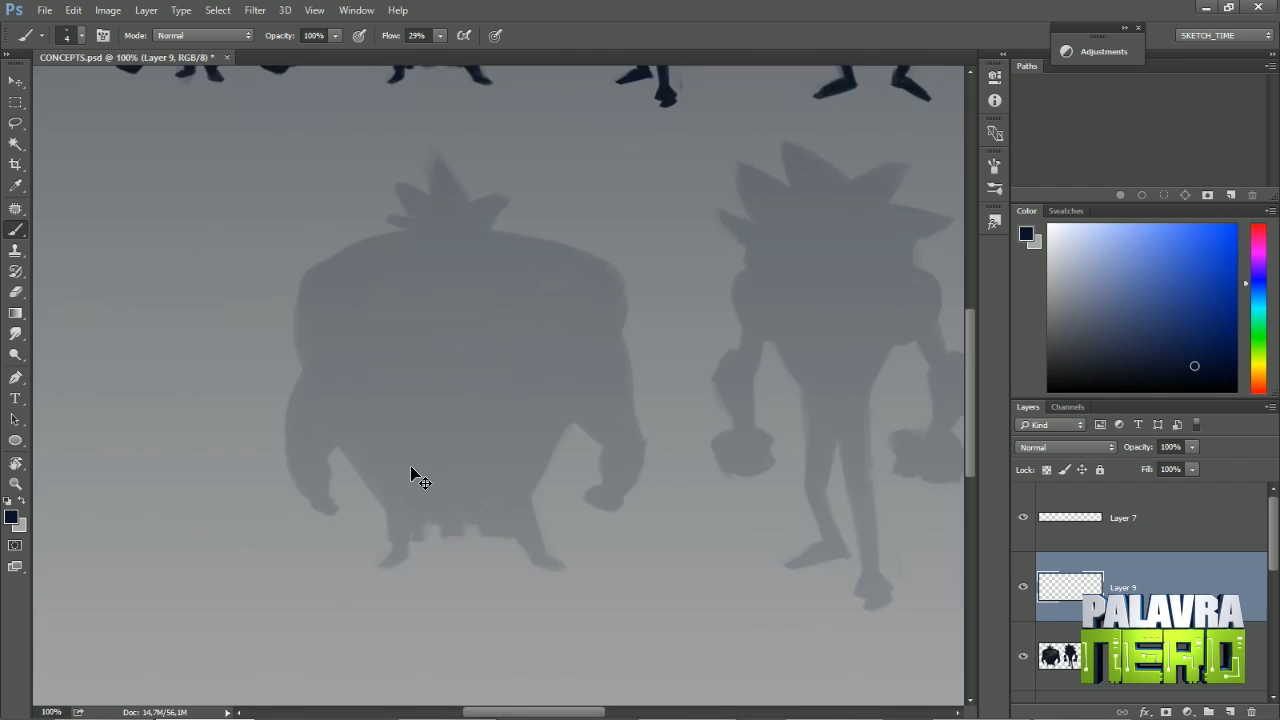 Ps File Edit Image Layer Type Select Filter 3D View Window Help
4 Mode: Normal Opacity: 100% Flow: 29% SKETCH_TIME
Adjustments
CONCEPTS.psd @ 100% (Layer 9, RGB/8) *
Paths
Color Swatches
Layers Channels
Kind
Normal Opacity: 100%
Lock: Fill: 100%
Layer 7
Layer 9
PALAVRA
NERD
100% Doc: 14,7M/56,1M